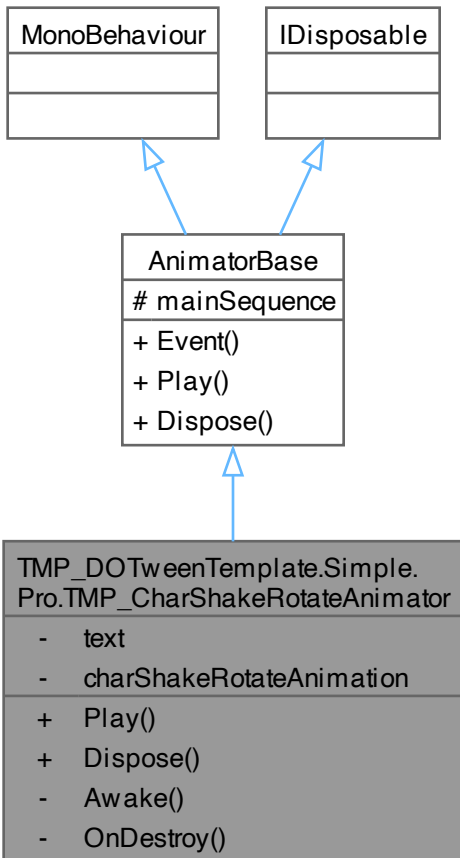 MonoBehaviour
IDisposable
AnimatorBase
# mainSequence
+ Event()
+ Play()
+ Dispose()
TMP_DOTweenTemplate.Simple.
Pro.TMP_CharShakeRotateAnimator
- text
- charShakeRotateAnimation
+ Play()
+ Dispose()
- Awake()
- OnDestroy()